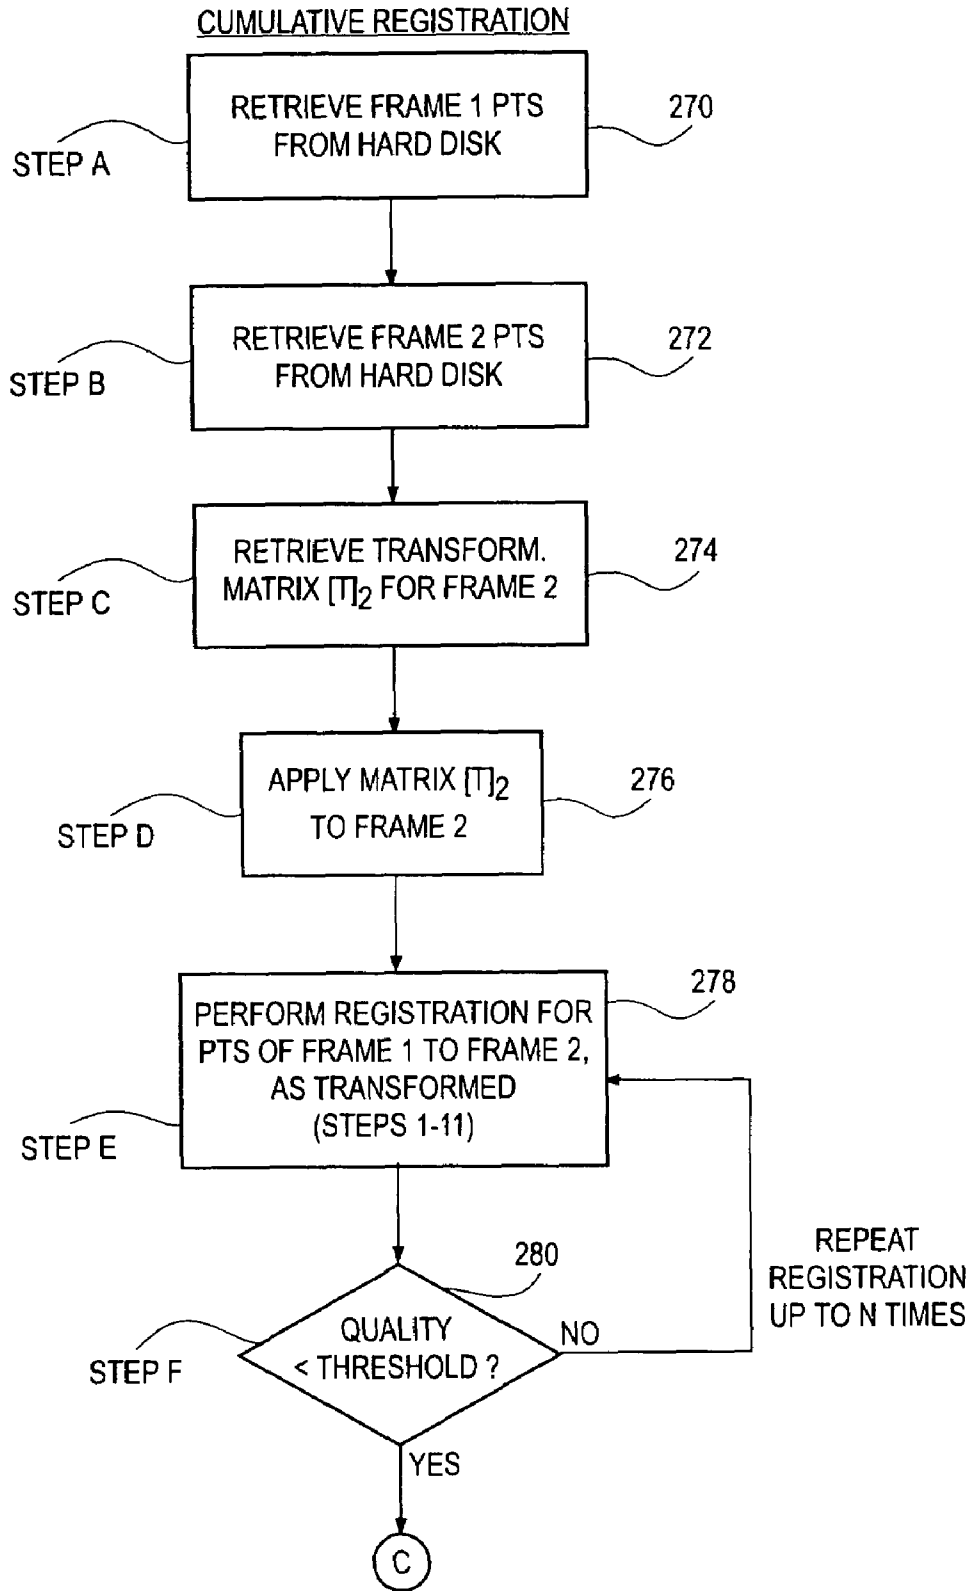 CUMULATIVE REGISTRATION
RETRIEVE FRAME 1 PTS
FROM HARD DISK
270
STEP A
RETRIEVE FRAME 2 PTS
FROM HARD DISK
272
STEP B
RETRIEVE TRANSFORM.
MATRIX [T]2 FOR FRAME 2
274
STEP C
APPLY MATRIX [T]2
TO FRAME 2
276
STEP D
PERFORM REGISTRATION FOR
PTS OF FRAME 1 TO FRAME 2,
AS TRANSFORMED
(STEPS 1-11)
278
STEP E
QUALITY
< THRESHOLD ?
280
STEP F
NO
REPEAT
REGISTRATION
UP TO N TIMES
YES
C